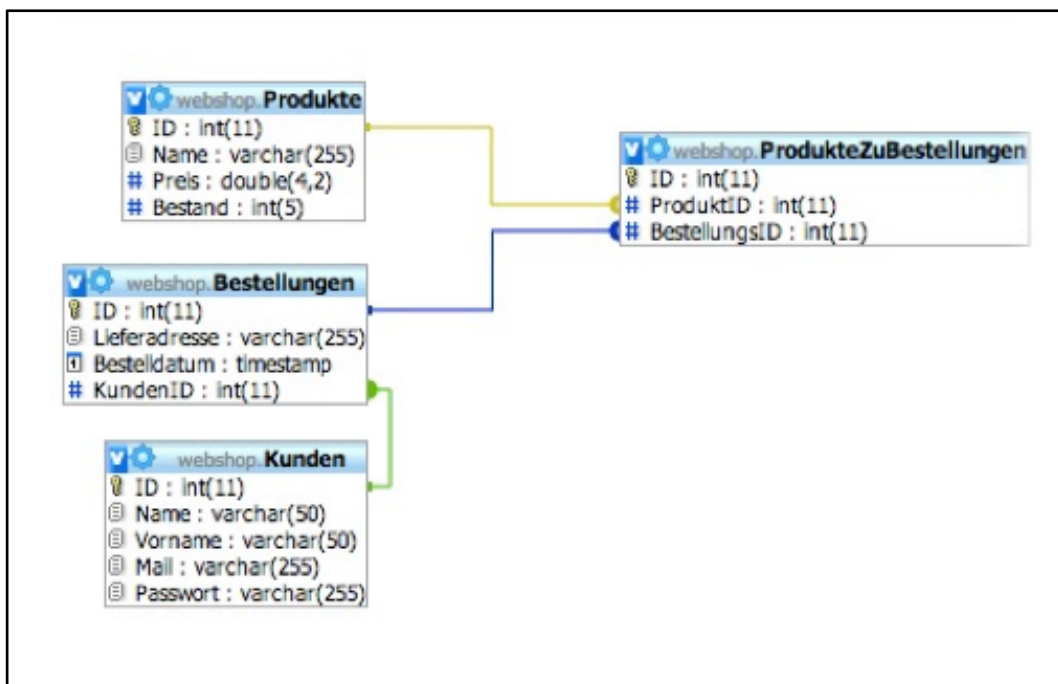 webshop.Produkte
ID : int(11)
Name : varchar(255)
Preis : double(4,2)
Bestand : int(5)
webshop.ProdukteZuBestellungen
ID : int(11)
ProduktID : int(11)
BestellungsID : int(11)
webshop.Bestellungen
ID : int(11)
Lieferadresse : varchar(255)
Bestelldatum : timestamp
KundenID : int(11)
webshop.Kunden
ID : int(11)
Name : varchar(50)
Vorname : varchar(50)
Mail : varchar(255)
Passwort : varchar(255)